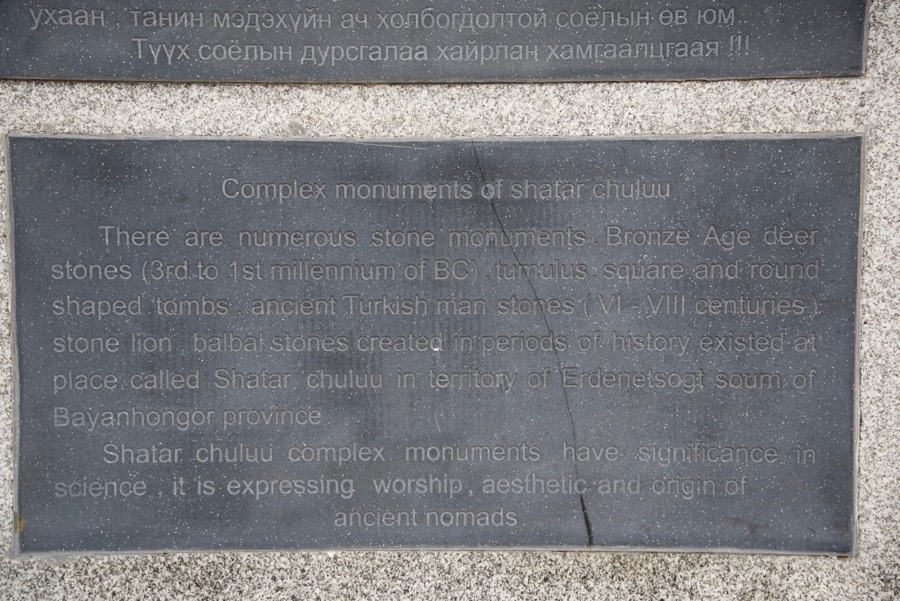 ухаан , танин мэдэхүйн ач холбогдолтой соёлын өв юм
Түүх соёлын дурсгалаа хайрлан хамгаалцгаая !!!
Complex monuments of shatar chuluu
There are numerous stone monuments. Bronze Age deer
stones (3rd to 1st millennium of BC) , tumulus , square and round
shaped tombs , ancient Turkish man stones ( VI - VIII centuries )
stone lion , balbal stones created in periods of history existed at
place called Shatar chuluu in territory of Erdenetsogt soum of
Bayanhongor province
Shatar chuluu complex monuments have significance in
science , it is expressing worship , aesthetic and origin of
ancient nomads